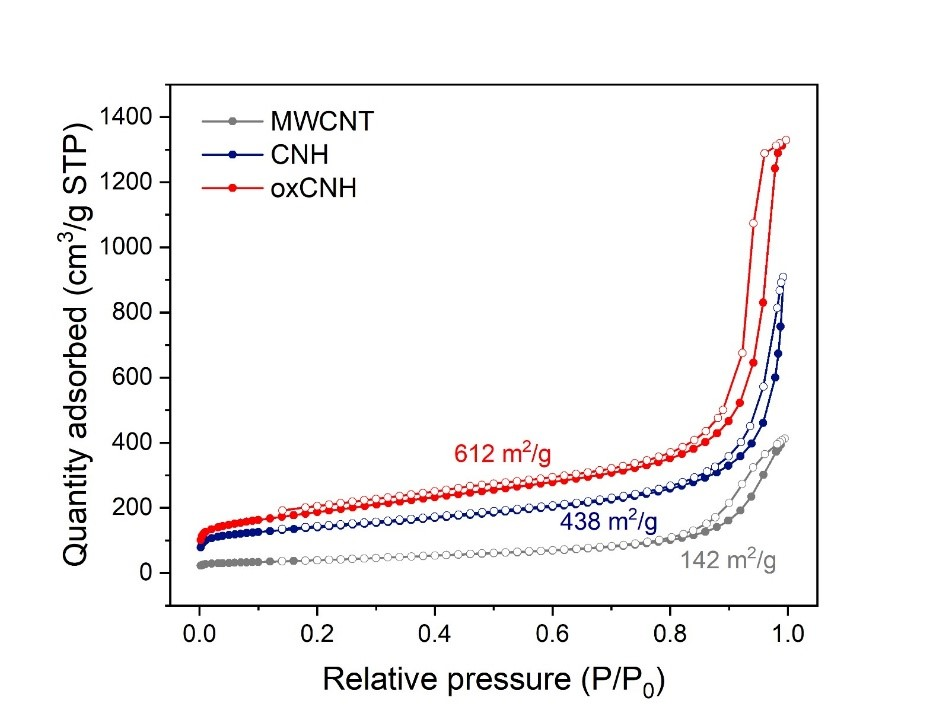 1400
1200
1000
800
600
400
200
0
Quantity adsorbed (cm³/g STP)
MWCNT
CNH
oxCNH
612 m²/g
438 m²/g
142 m²/g
0.0 0.2 0.4 0.6 0.8 1.0
Relative pressure (P/P₀)